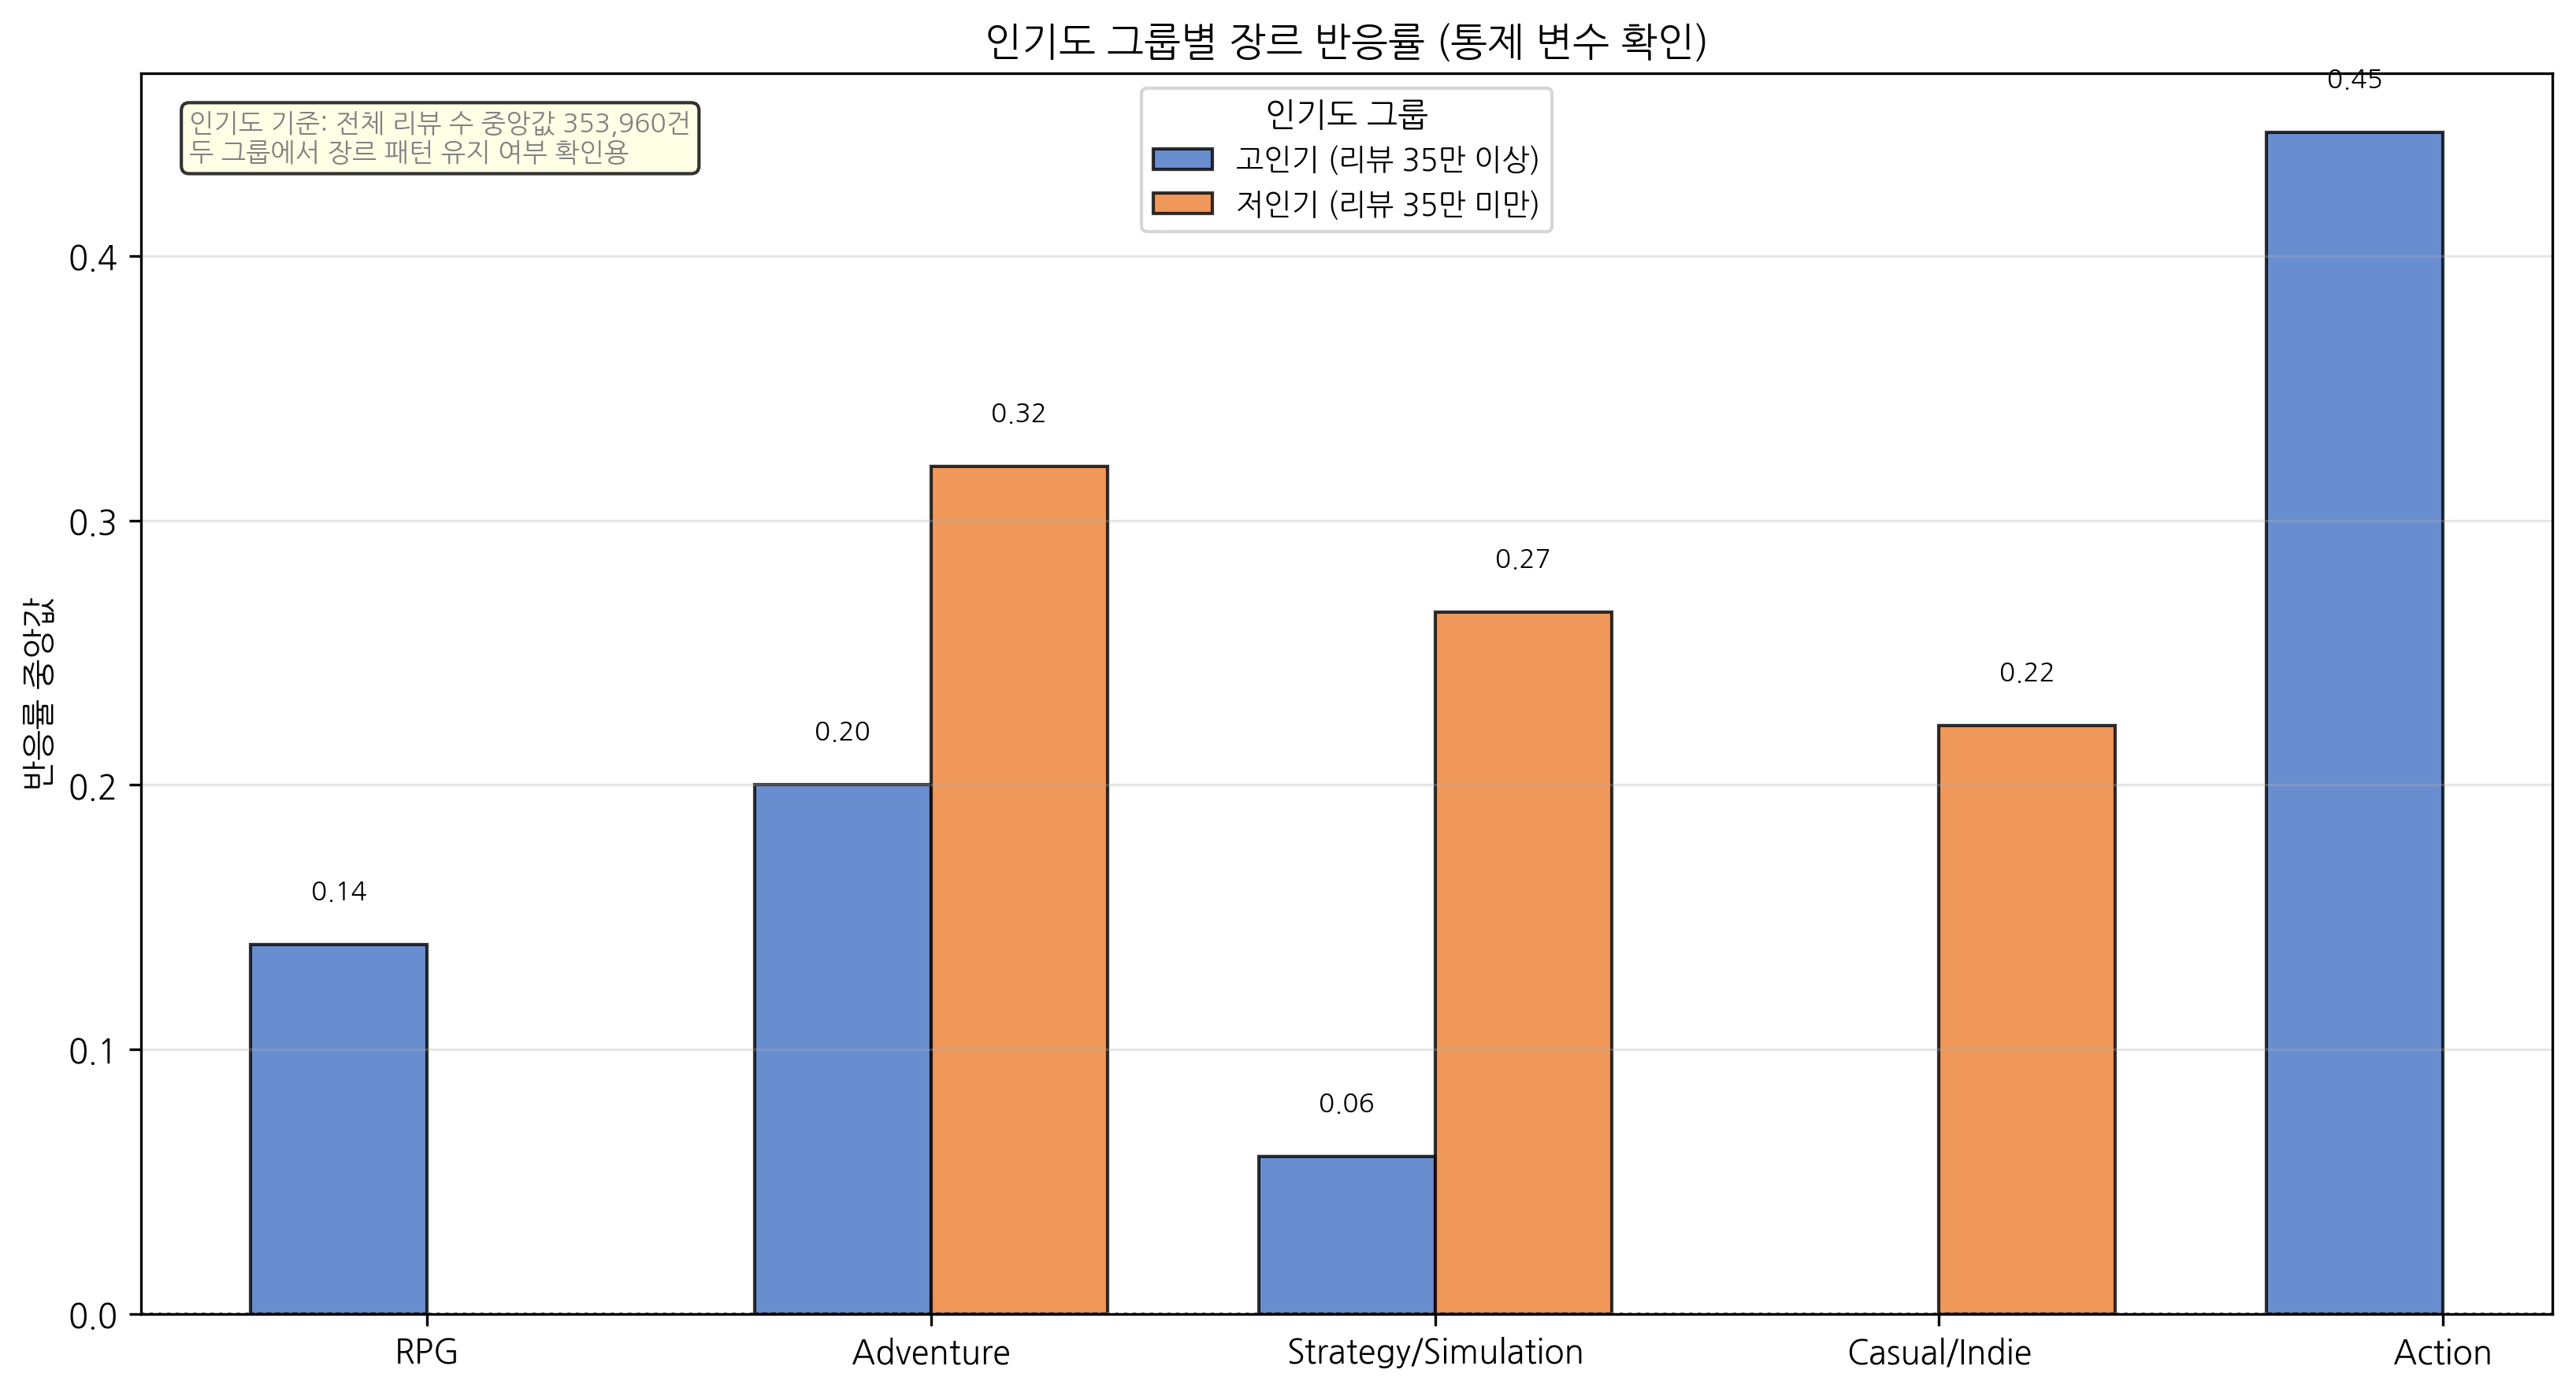 인기도 그룹별 장르 반응률 (통제 변수 확인)
인기도 기준: 전체 리뷰 수 중앙값 353,960건
두 그룹에서 장르 패턴 유지 여부 확인용
인기도 그룹
고인기 (리뷰 35만 이상)
저인기 (리뷰 35만 미만)
반응률 중앙값
0.4
0.3
0.2
0.1
0.0
0.14
0.20
0.32
0.06
0.27
0.22
0.45
RPG
Adventure
Strategy/Simulation
Casual/Indie
Action